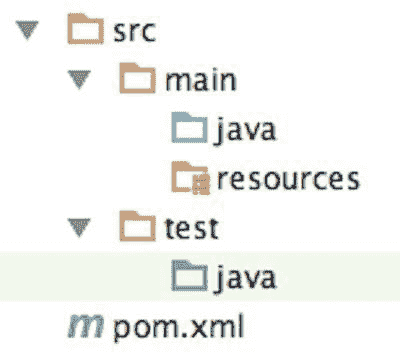 src
main
java
resources
test
java
m pom.xml